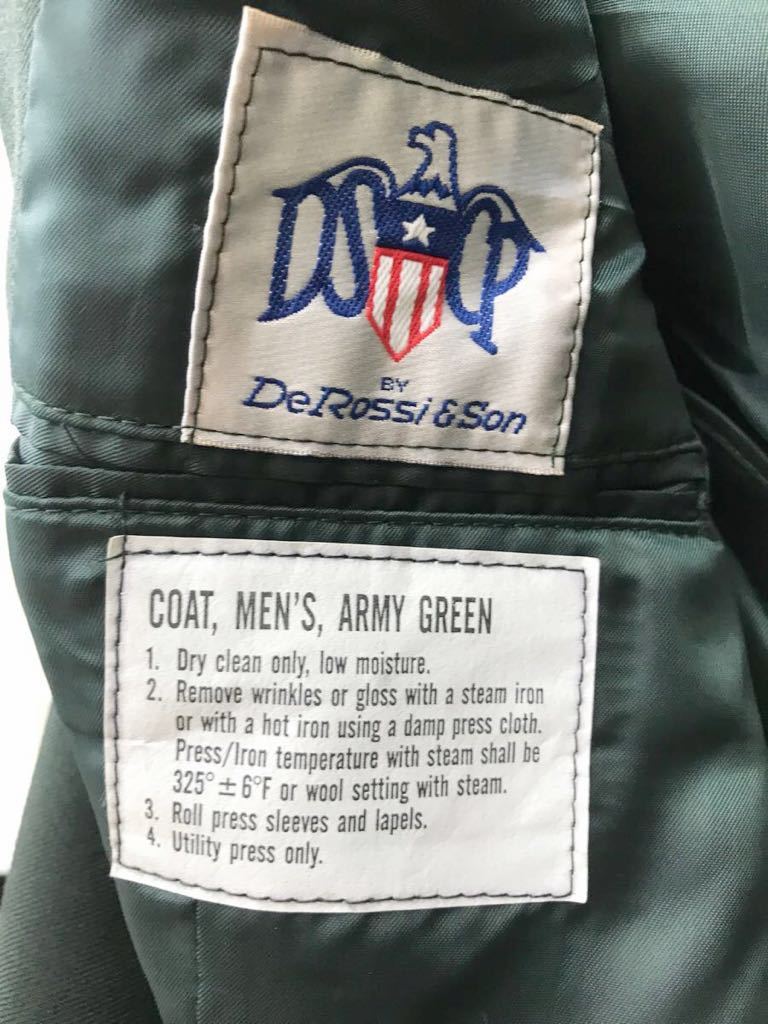 DSCP
BY
DeRossi & Son
COAT, MEN'S, ARMY GREEN
1. Dry clean only, low moisture.
2. Remove wrinkles or gloss with a steam iron
or with a hot iron using a damp press cloth.
Press/Iron temperature with steam shall be
325° ± 6°F or wool setting with steam.
3. Roll press sleeves and lapels.
4. Utility press only.